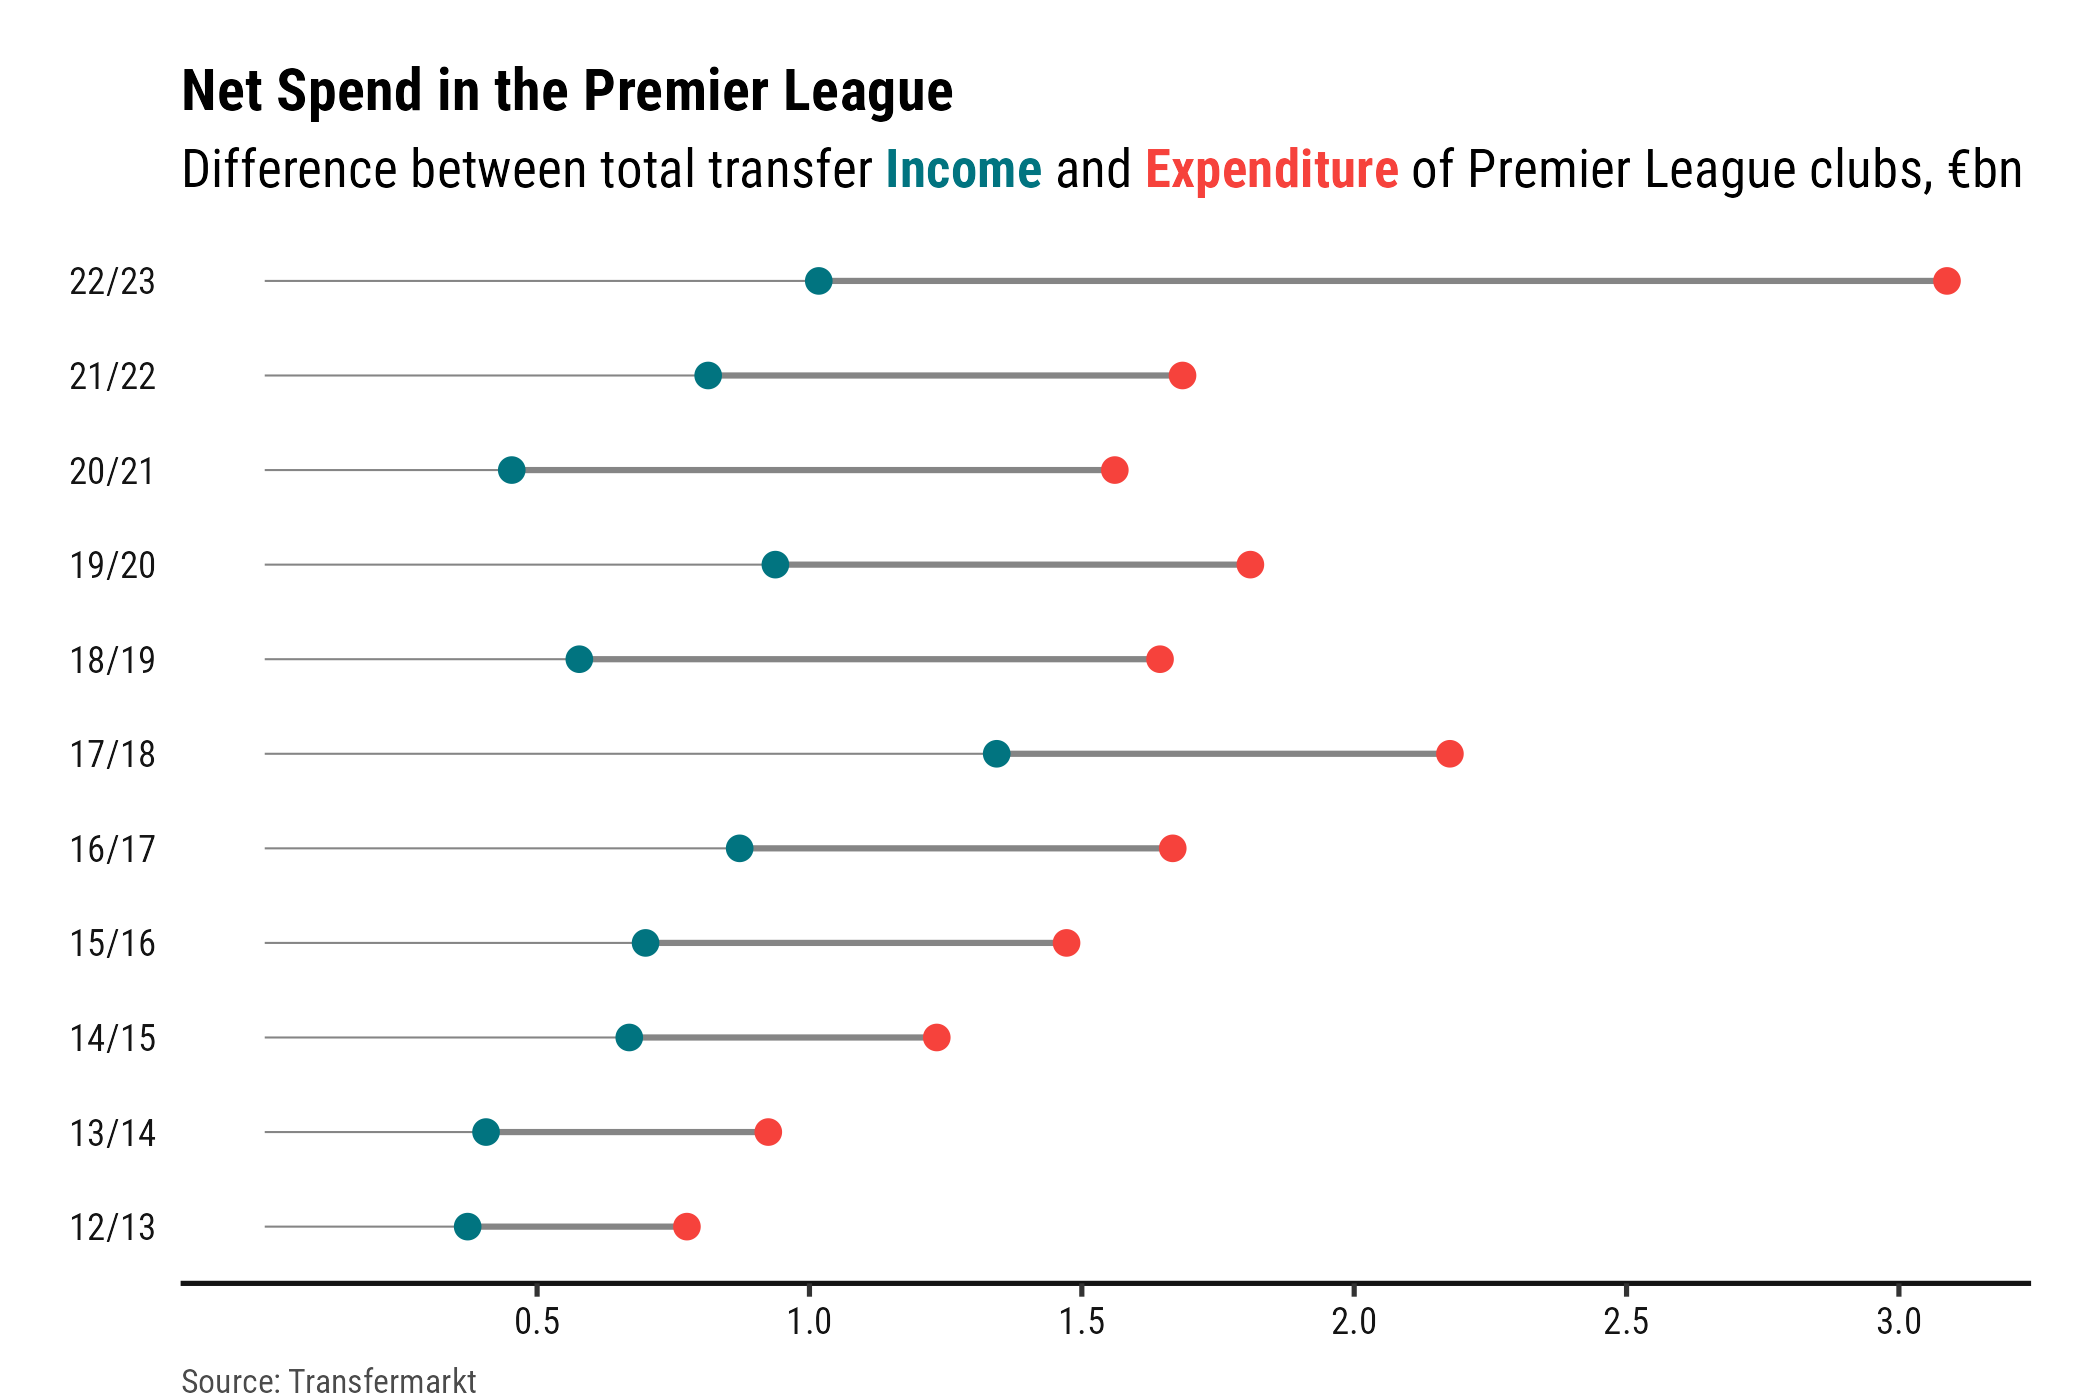 Net Spend in the Premier League
Difference between total transfer Income and Expenditure of Premier League clubs, €bn
22/23
21/22
20/21
19/20
18/19
17/18
16/17
15/16
14/15
13/14
12/13
0.5 1.0 1.5 2.0 2.5 3.0
Source: Transfermarkt